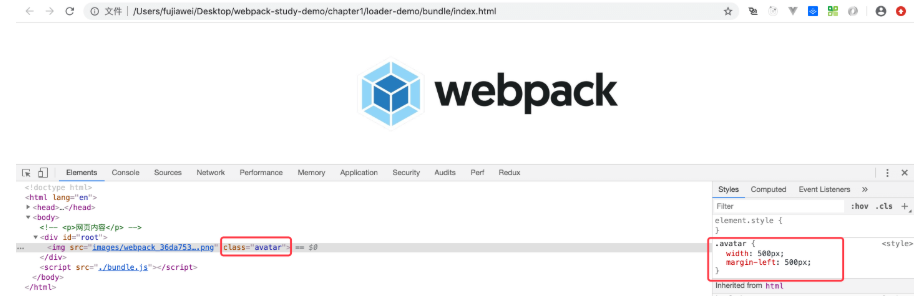 文件 | /Users/fujiawei/Desktop/webpack-study-demo/chapter1/loader-demo/bundle/index.html
webpack
Elements Console Sources Network Performance Memory Application Security Audits Perf Redux
<!doctype html>
<html lang="en">
<head>…</head>
<body>
<!-- <p>网页内容</p> -->
<div id="root">
<img src="images/webpack_36da753….png" class="avatar"> == $0
</div>
<script src="./bundle.js"></script>
</body>
</html>
Styles Computed Event Listeners »
Filter :hov .cls +
element.style {
}
.avatar { <style>
width: 500px;
margin-left: 500px;
}
Inherited from html